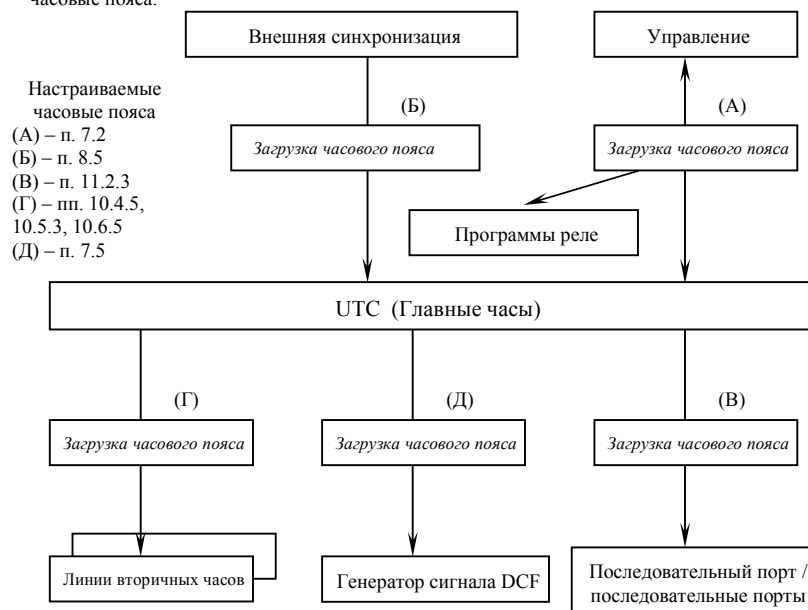 часовые пояса.
Внешняя синхронизация
Управление
Настраиваемые
часовые пояса
(А) – п. 7.2
(Б) – п. 8.5
(В) – п. 11.2.3
(Г) – пп. 10.4.5,
10.5.3, 10.6.5
(Д) – п. 7.5
(Б)
(А)
Загрузка часового пояса
Загрузка часового пояса
Программы реле
UTC (Главные часы)
(Г)
(Д)
(В)
Загрузка часового пояса
Загрузка часового пояса
Загрузка часового пояса
Линии вторичных часов
Генератор сигнала DCF
Последовательный порт /
последовательные порты